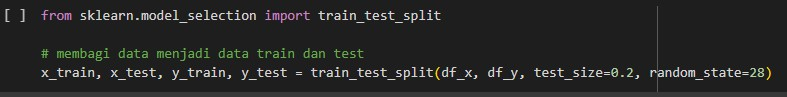 [ ] from sklearn.model_selection import train_test_split
# membagi data menjadi data train dan test
x_train, x_test, y_train, y_test = train_test_split(df_x, df_y, test_size=0.2, random_state=28)